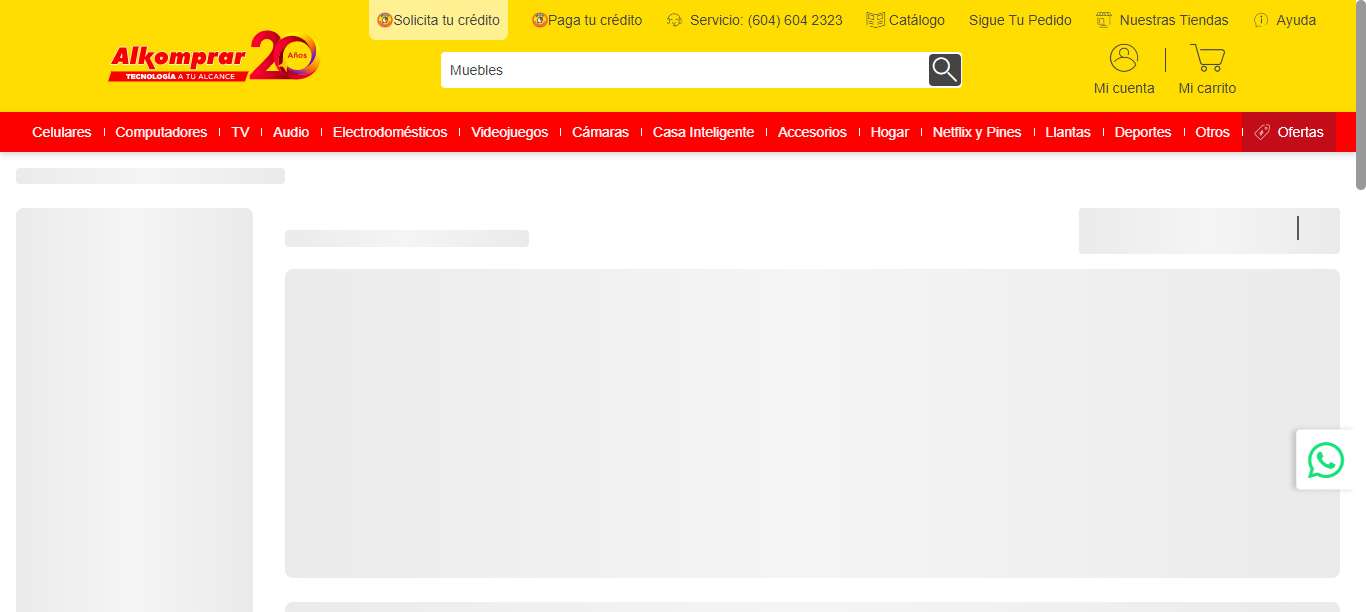 Solicita tu crédito Paga tu crédito Servicio: (604) 604 2323 Catálogo Sigue Tu Pedido Nuestras Tiendas Ayuda
Alkomprar 20 Años
TECNOLOGÍA A TU ALCANCE
Muebles
Mi cuenta Mi carrito
Celulares Computadores TV Audio Electrodomésticos Videojuegos Cámaras Casa Inteligente Accesorios Hogar Netflix y Pines Llantas Deportes Otros Ofertas